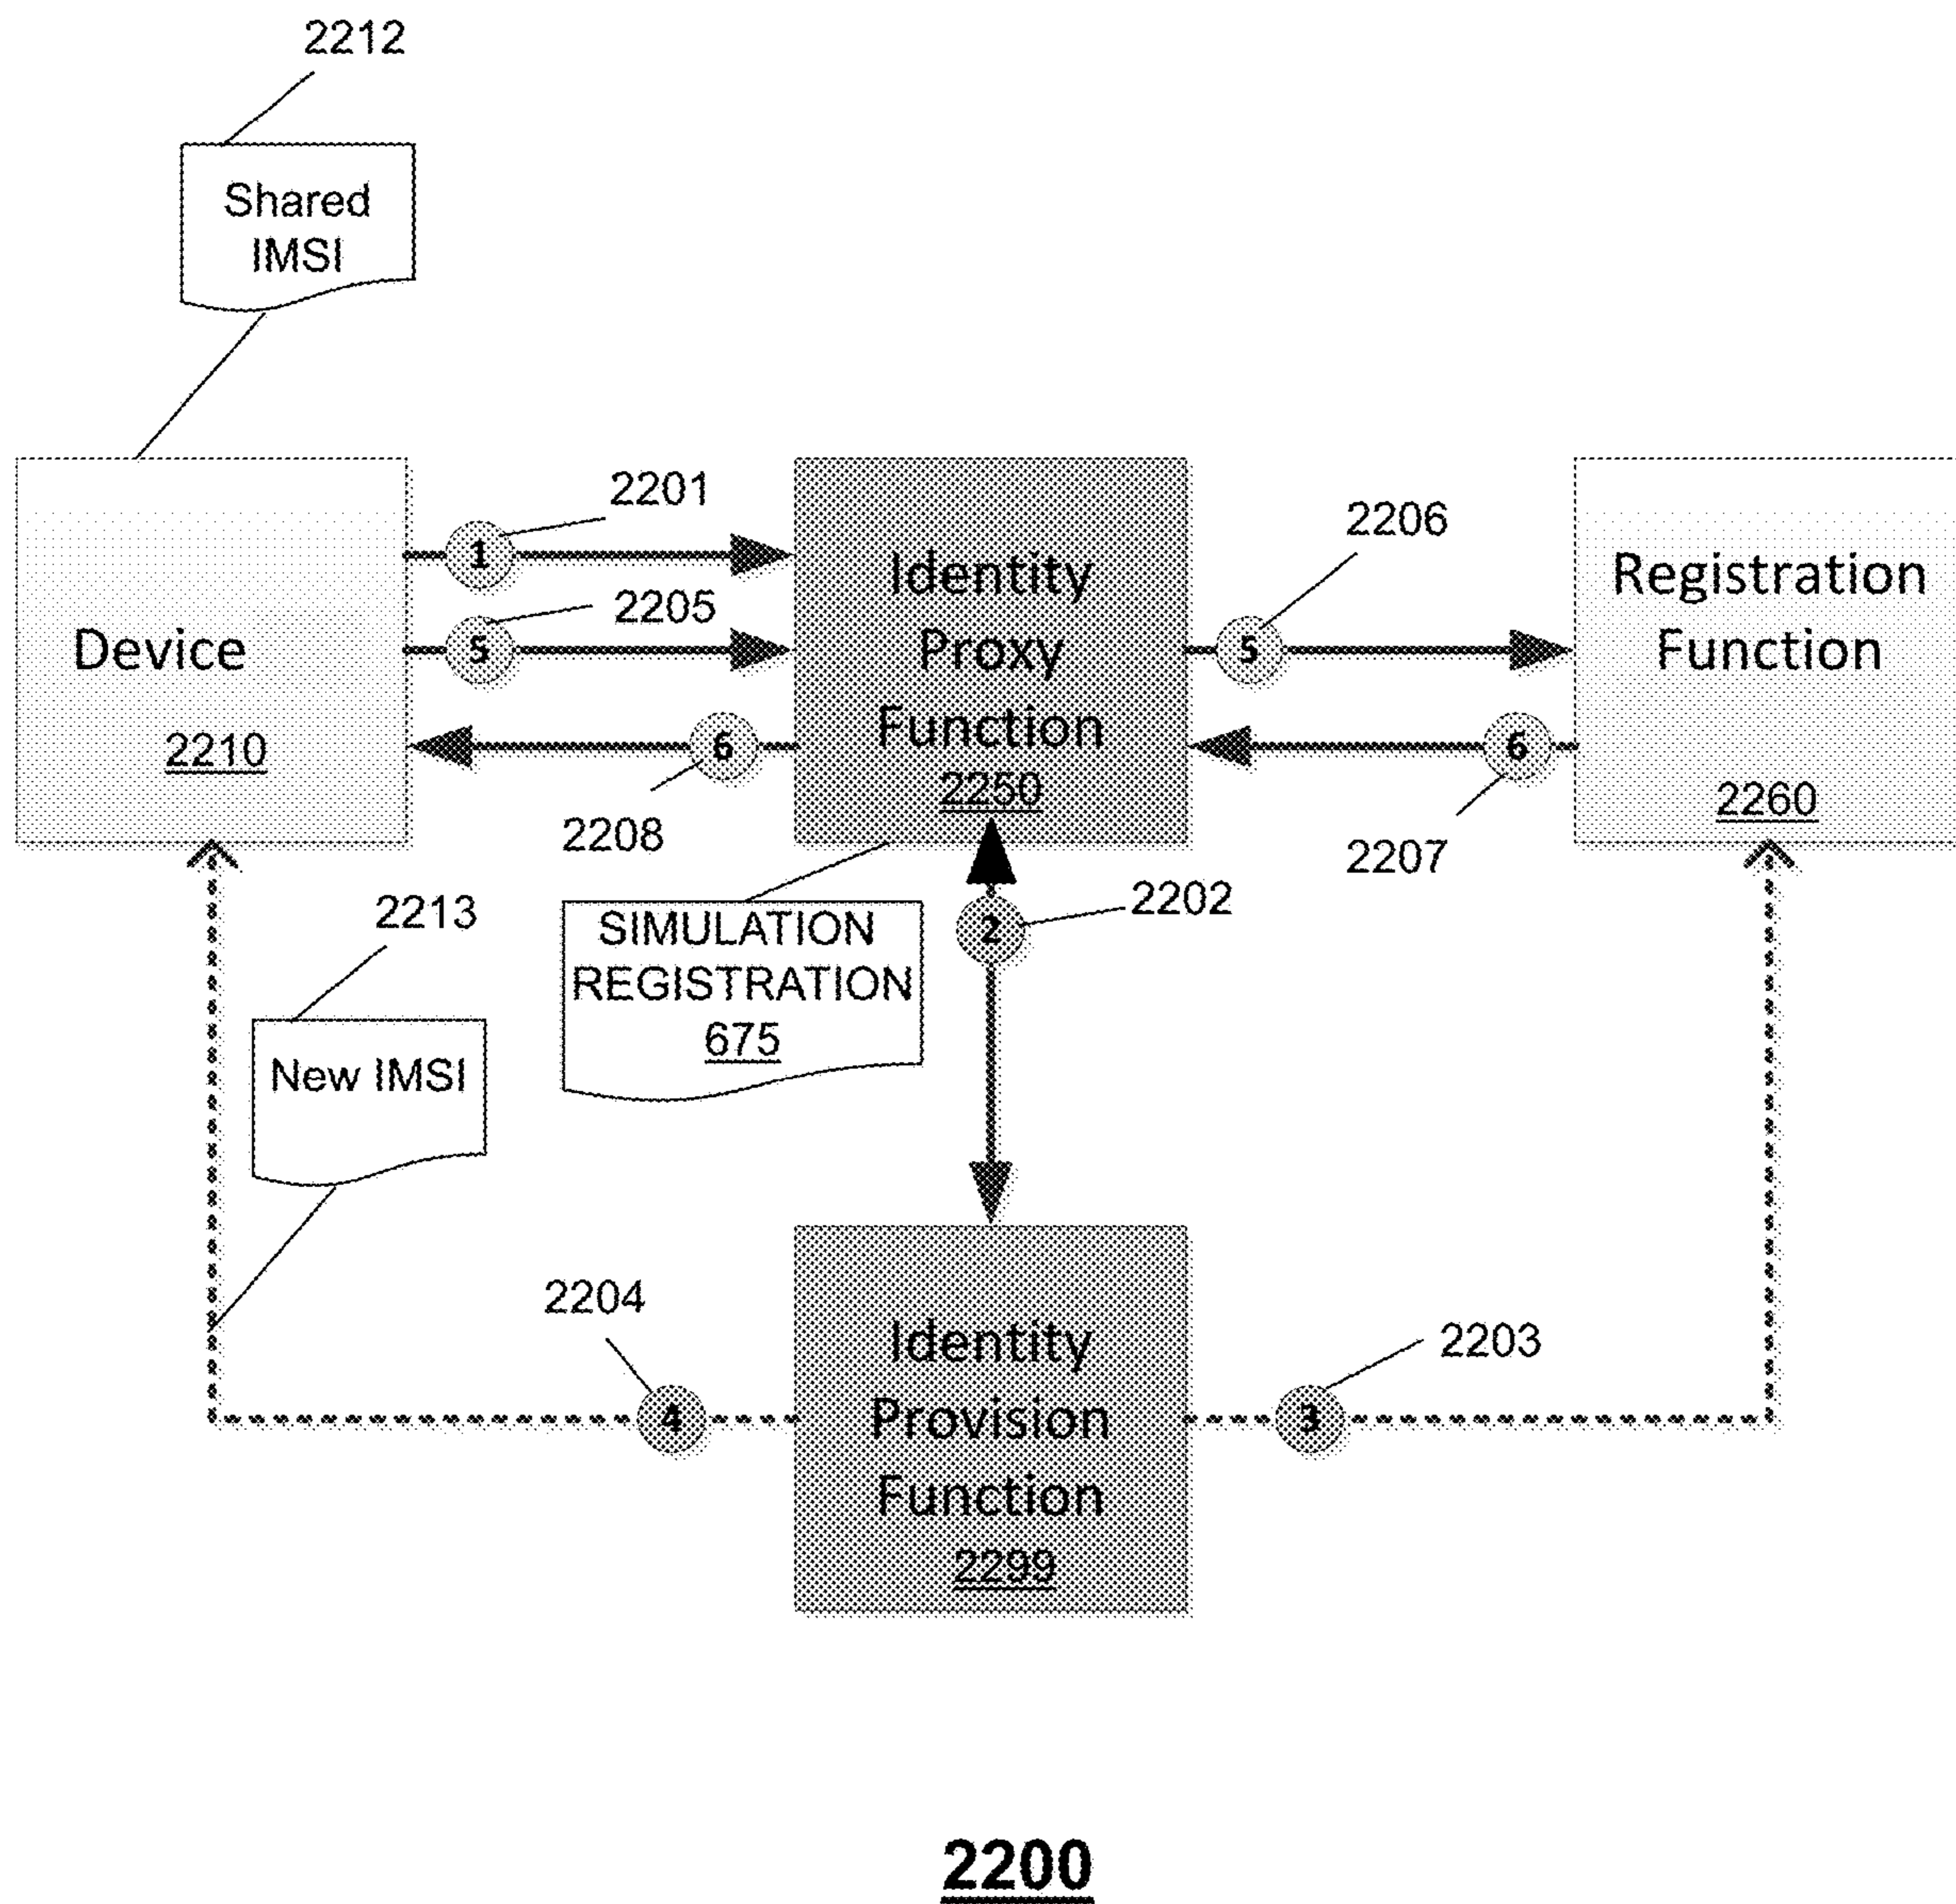 2212
Shared
IMSI
2201
1
2205
5
2206
5
Device
2210
Identity
Proxy
Function
2250
Registration
Function
2260
6
2208
6
2207
2213
New IMSI
SIMULATION
REGISTRATION
675
2
2202
2204
4
Identity
Provision
Function
2299
2203
3
2200